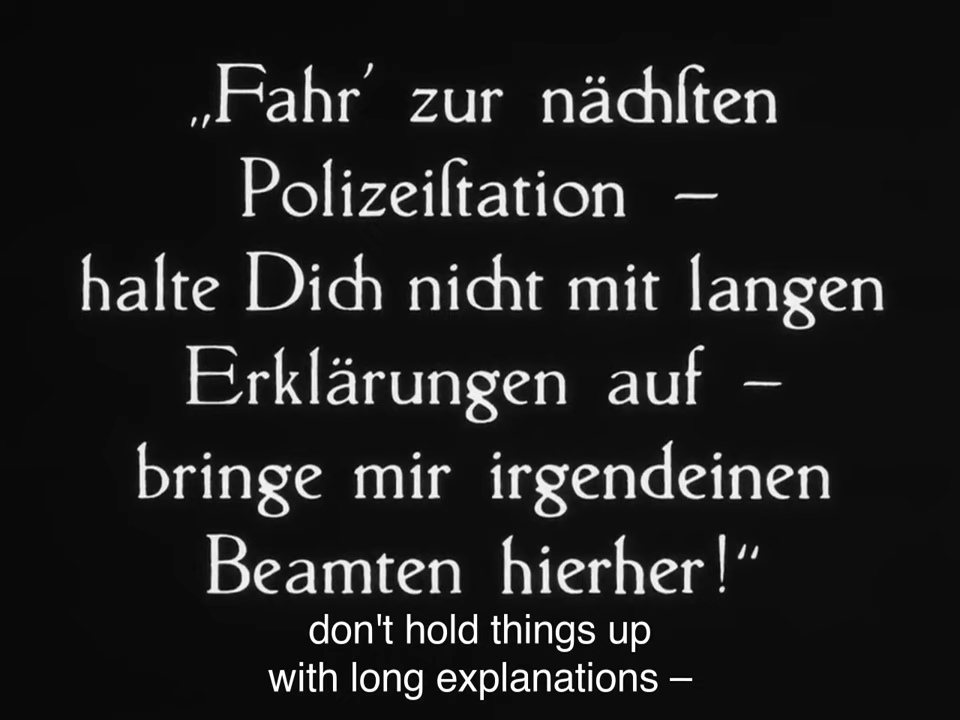 „Fahr’ zur nächſten
Polizeiſtation –
halte Dich nicht mit langen
Erklärungen auf –
bringe mir irgendeinen
Beamten hierher!“
don't hold things up
with long explanations –